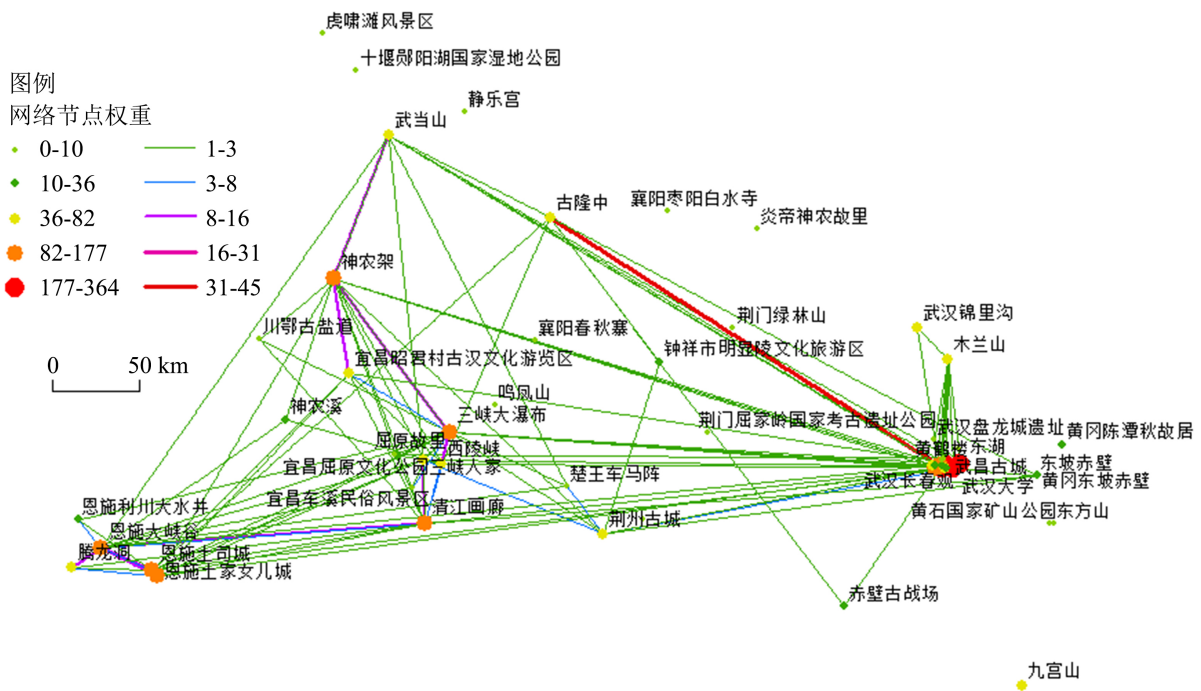 虎啸滩风景区
十堰郧阳湖国家湿地公园
图例
网络节点权重
静乐宫
武当山
0-10
1-3
10-36
3-8
36-82
8-16
82-177
16-31
177-364
31-45
古隆中
襄阳枣阳白水寺
炎帝神农故里
神农架
川鄂古盐道
襄阳春秋寨
荆门绿林山
武汉锦里沟
木兰山
钟祥市明显陵文化旅游区
宜昌昭君村古汉文化游览区
0
50 km
鸣凤山
神农溪
三峡大瀑布
荆门屈家岭国家考古遗址公园
武汉盘龙城遗址
黄冈陈潭秋故居
屈原故里
西陵峡
黄鹤楼
东湖
宜昌屈原文化公园
三峡人家
楚王车马阵
武昌古城
东坡赤壁
武汉长春观
武汉大学
黄冈东坡赤壁
宜昌车溪民俗风景区
清江画廊
恩施利川大水井
荆州古城
黄石国家矿山公园
东方山
恩施大峡谷
腾龙洞
恩施土司城
恩施土家女儿城
赤壁古战场
九宫山